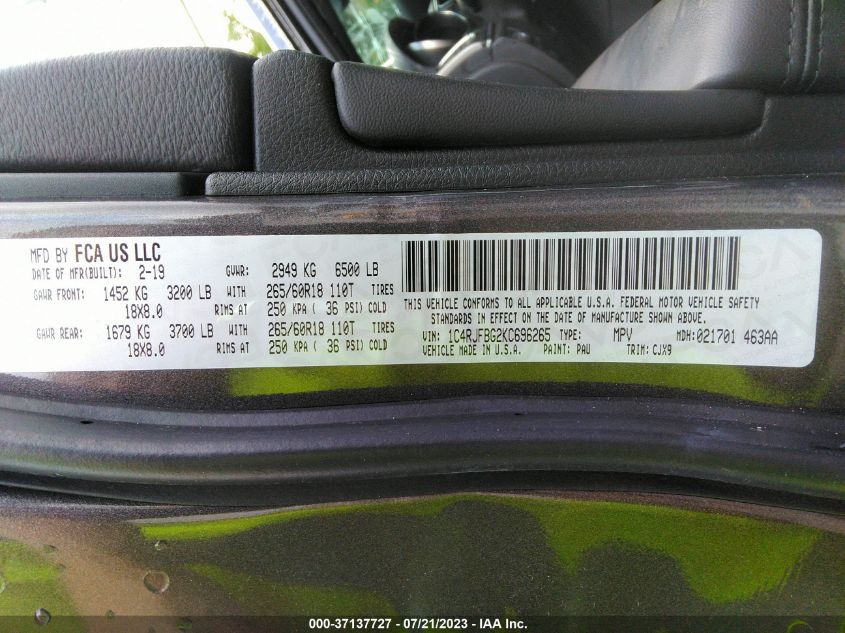 MFD BY FCA US LLC
DATE OF MFR(BUILT): 2-19 GVWR: 2949 KG 6500 LB
GAWR FRONT: 1452 KG 3200 LB WITH 265/60R18 110T TIRES
18X8.0 RIMS AT 250 KPA ( 36 PSI) COLD
GAWR REAR: 1679 KG 3700 LB WITH 265/60R18 110T TIRES
18X8.0 RIMS AT 250 KPA ( 36 PSI) COLD
THIS VEHICLE CONFORMS TO ALL APPLICABLE U.S.A. FEDERAL MOTOR VEHICLE SAFETY
STANDARDS IN EFFECT ON THE DATE OF MANUFACTURE SHOWN ABOVE.
VIN: 1C4RJFBG2KC696265 TYPE: MPV MDH:021701 463AA
VEHICLE MADE IN U.S.A. PAINT: PAU TRIM: CJX9
000-37137727 - 07/21/2023 - IAA Inc.